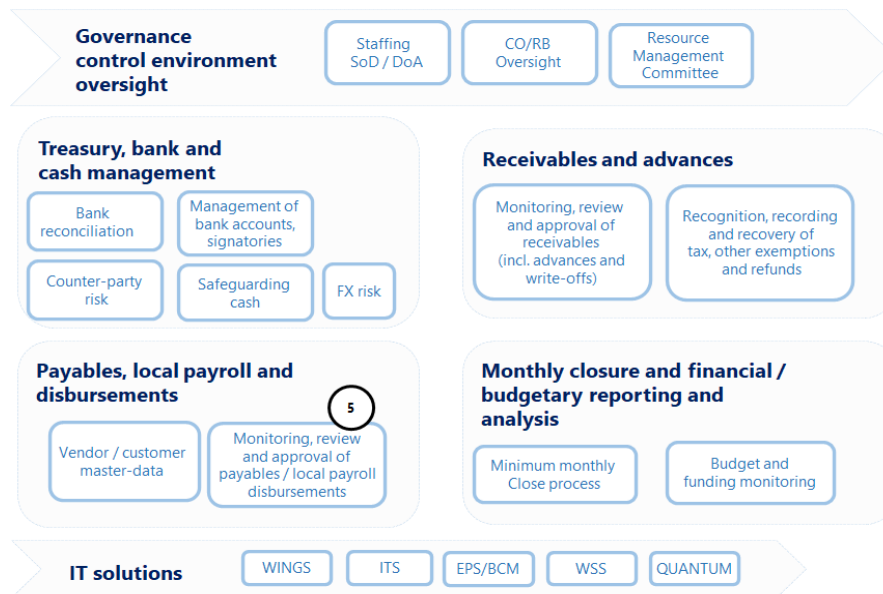 Governance
control environment
oversight
Staffing
SoD / DoA
CO/RB
Oversight
Resource
Management
Committee
Treasury, bank and
cash management
Bank
reconciliation
Management of
bank accounts,
signatories
Counter-party
risk
Safeguarding
cash
FX risk
Receivables and advances
Monitoring, review
and approval of
receivables
(incl. advances and
write-offs)
Recognition, recording
and recovery of
tax, other exemptions
and refunds
Payables, local payroll and
disbursements
5
Vendor / customer
master-data
Monitoring, review
and approval of
payables / local payroll
disbursements
Monthly closure and financial /
budgetary reporting and
analysis
Minimum monthly
Close process
Budget and
funding monitoring
IT solutions
WINGS
ITS
EPS/BCM
WSS
QUANTUM